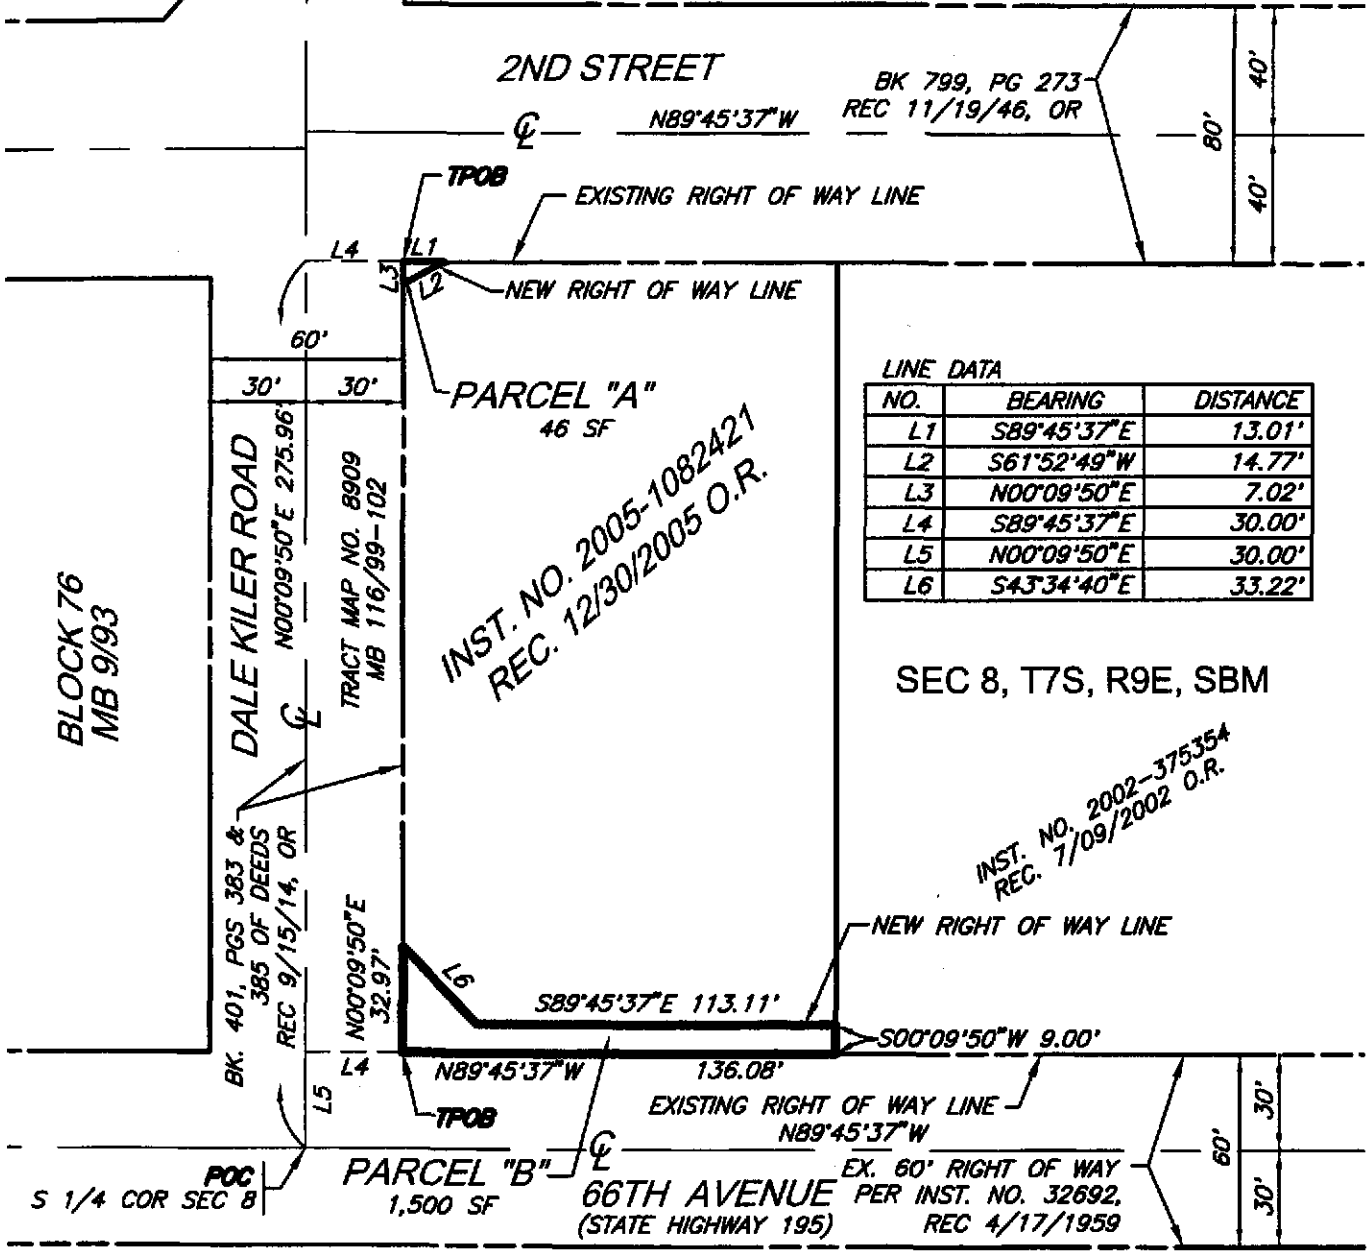 2ND STREET
BK 799, PG 273
REC 11/19/46, OR
℄
N89°45'37"W
40'
80'
40'
TPOB
EXISTING RIGHT OF WAY LINE
L4
L1
L3
L2
NEW RIGHT OF WAY LINE
60'
30'
30'
PARCEL "A"
46 SF
LINE DATA
NO. BEARING DISTANCE
L1 S89°45'37"E 13.01'
L2 S61°52'49"W 14.77'
L3 N00°09'50"E 7.02'
L4 S89°45'37"E 30.00'
L5 N00°09'50"E 30.00'
L6 S43°34'40"E 33.22'
BLOCK 76
MB 9/93
DALE KILER ROAD
N00°09'50"E 275.96'
℄
TRACT MAP NO. 8909
MB 116/99-102
INST. NO. 2005-1082421
REC. 12/30/2005 O.R.
SEC 8, T7S, R9E, SBM
INST. NO. 2002-375354
REC. 7/09/2002 O.R.
BK. 401, PGS 383 &
385 OF DEEDS
REC 9/15/14, OR
N00°09'50"E
32.97'
L6
NEW RIGHT OF WAY LINE
S89°45'37"E 113.11'
S00°09'50"W 9.00'
L4
N89°45'37"W 136.08'
L5
TPOB
EXISTING RIGHT OF WAY LINE
N89°45'37"W
℄
30'
60'
30'
POC
S 1/4 COR SEC 8
PARCEL "B"
1,500 SF
66TH AVENUE
(STATE HIGHWAY 195)
EX. 60' RIGHT OF WAY
PER INST. NO. 32692,
REC 4/17/1959